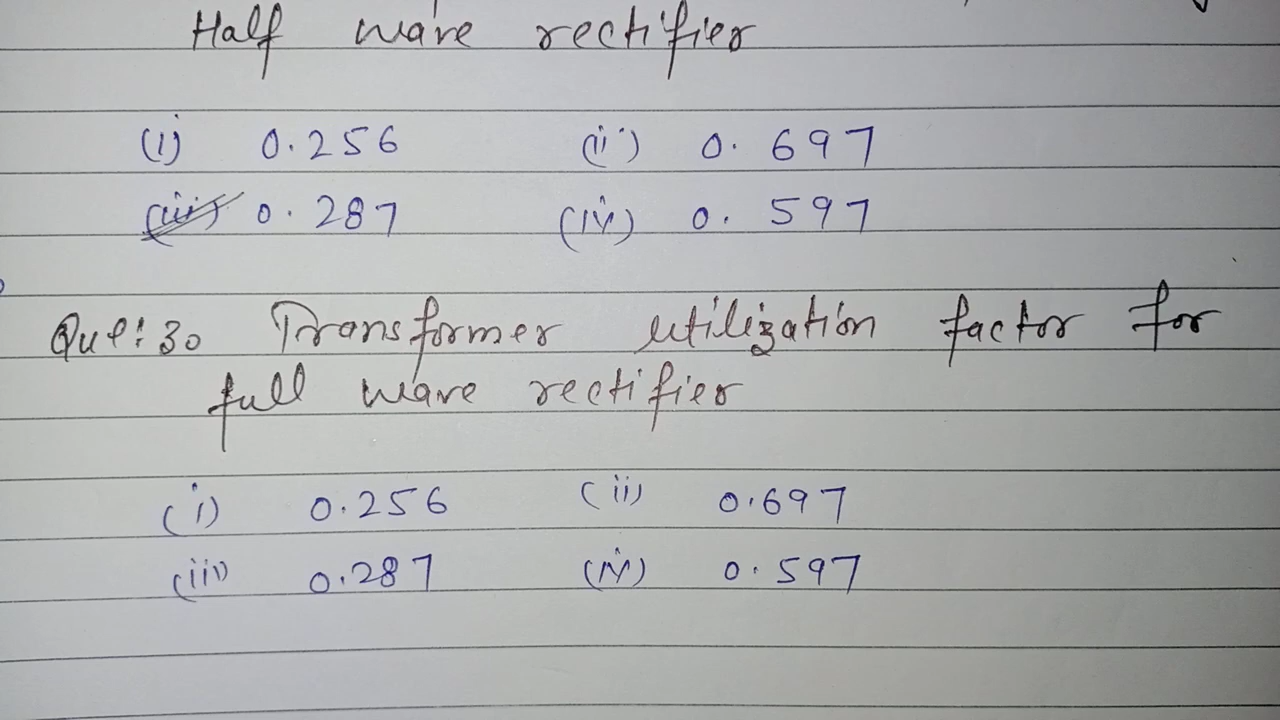 Half wave rectifier
(i) 0.256 (ii) 0.697
(iii) 0.287 (iv) 0.597
Que: 30 Transformer utilization factor for
full wave rectifier
(i) 0.256 (ii) 0.697
(iii) 0.287 (iv) 0.597